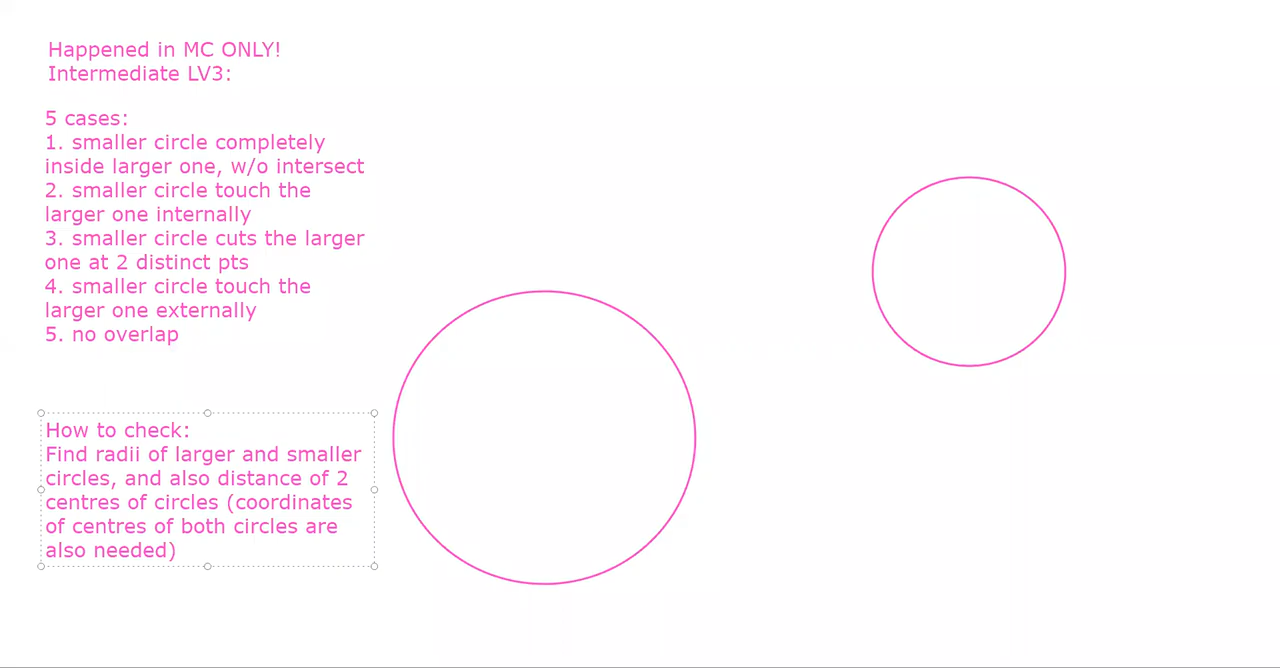 Happened in MC ONLY!
Intermediate LV3:
5 cases:
1. smaller circle completely
inside larger one, w/o intersect
2. smaller circle touch the
larger one internally
3. smaller circle cuts the larger
one at 2 distinct pts
4. smaller circle touch the
larger one externally
5. no overlap
How to check:
Find radii of larger and smaller
circles, and also distance of 2
centres of circles (coordinates
of centres of both circles are
also needed)